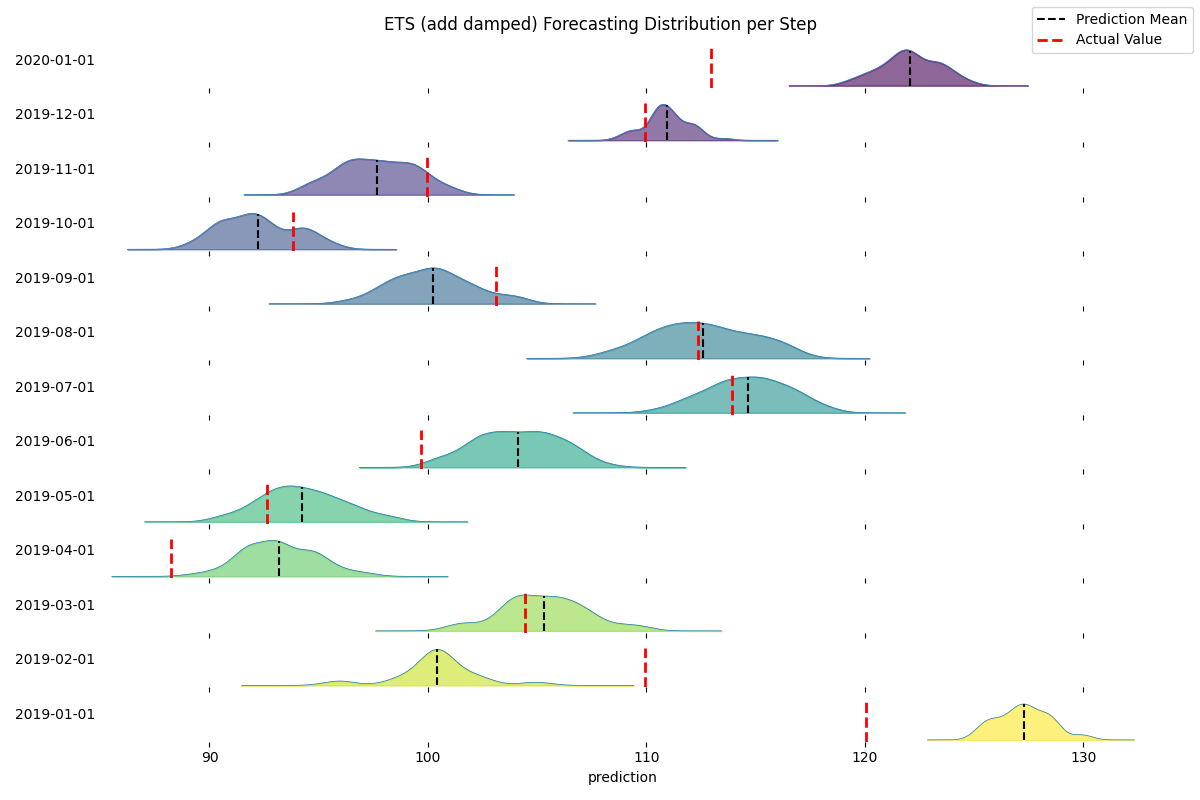 ETS (add damped) Forecasting Distribution per Step
Prediction Mean
Actual Value
2020-01-01
2019-12-01
2019-11-01
2019-10-01
2019-09-01
2019-08-01
2019-07-01
2019-06-01
2019-05-01
2019-04-01
2019-03-01
2019-02-01
2019-01-01
90 100 110 120 130
prediction